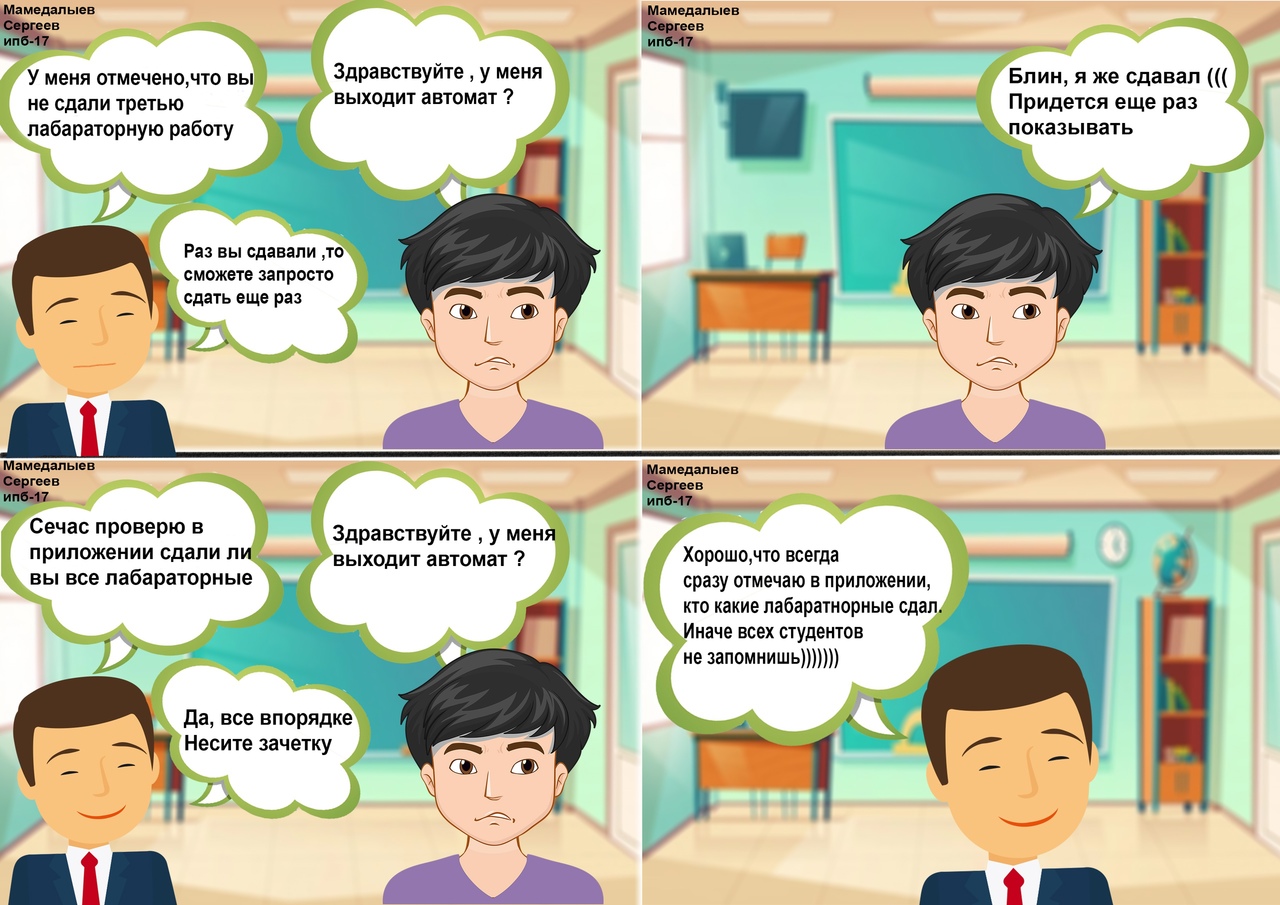 Мамедалыев
Сергеев
ипб-17
У меня отмечено,что вы
не сдали третью
лабараторную работу
Здравствуйте , у меня
выходит автомат ?
Раз вы сдавали ,то
сможете запросто
сдать еще раз
Мамедалыев
Сергеев
ипб-17
Блин, я же сдавал (((
Придется еще раз
показывать
Мамедалыев
Сергеев
ипб-17
Сечас проверю в
приложении сдали ли
вы все лабараторные
Здравствуйте , у меня
выходит автомат ?
Да, все впорядке
Несите зачетку
Мамедалыев
Сергеев
ипб-17
Хорошо,что всегда
сразу отмечаю в приложении,
кто какие лабаратнорные сдал.
Иначе всех студентов
не запомнишь)))))))